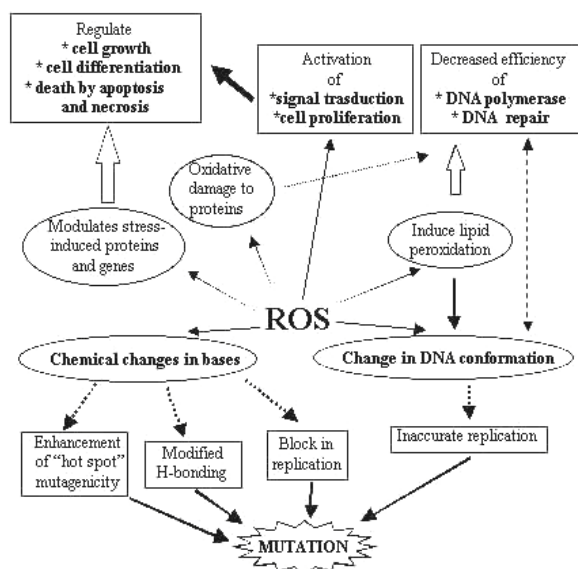 Regulate
* cell growth
* cell differentiation
* death by apoptosis
and necrosis
Activation
of
*signal trasduction
*cell proliferation
Decreased efficiency
of
* DNA polymerase
* DNA repair
Oxidative
damage to
proteins
Modulates stress-
induced proteins
and genes
Induce lipid
peroxidation
ROS
Chemical changes in bases
Change in DNA conformation
Enhancement
of “hot spot”
mutagenicity
Modified
H-bonding
Block in
replication
Inaccurate replication
MUTATION